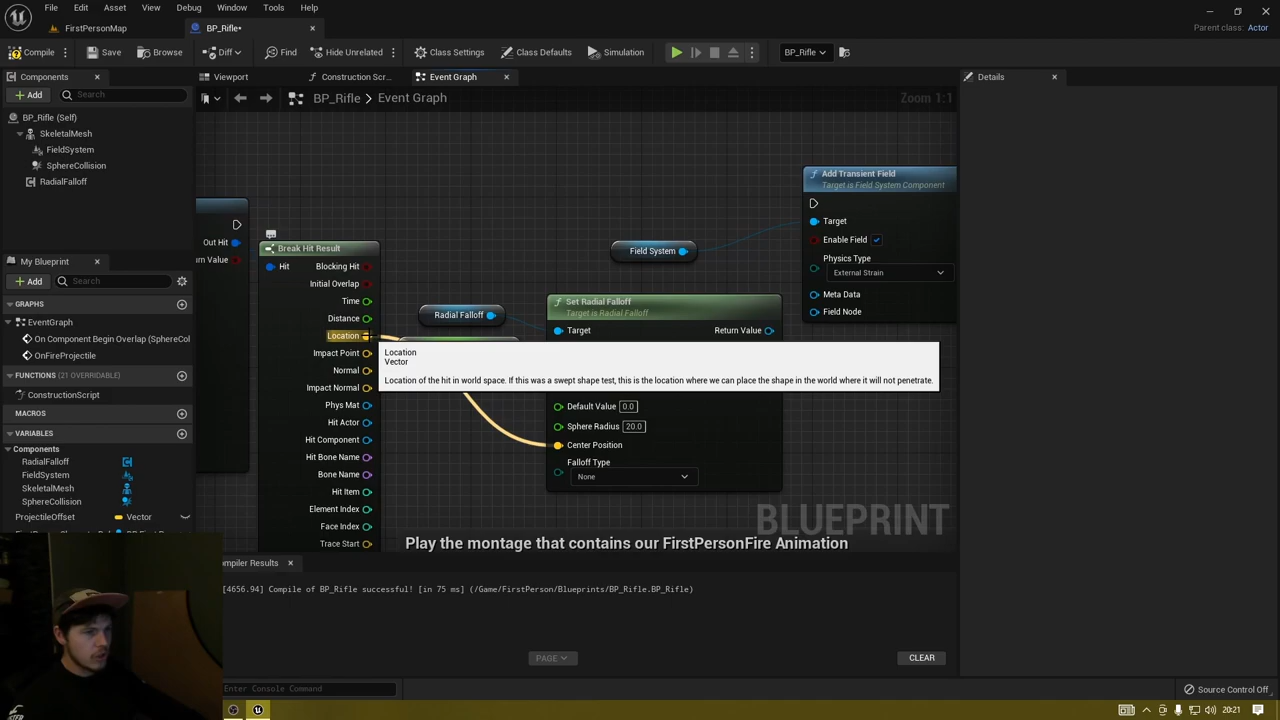 File
Edit
Asset
View
Debug
Window
Tools
Help
FirstPersonMap
BP_Rifle*
Parent class: Actor
Compile
Save
Browse
Diff
Find
Hide Unrelated
Class Settings
Class Defaults
Simulation
BP_Rifle
Components
Add
Search
BP_Rifle (Self)
SkeletalMesh
FieldSystem
SphereCollision
RadialFalloff
My Blueprint
Add
Search
GRAPHS
EventGraph
On Component Begin Overlap (SphereCol
OnFireProjectile
FUNCTIONS (21 OVERRIDABLE)
ConstructionScript
MACROS
VARIABLES
Components
RadialFalloff
FieldSystem
SkeletalMesh
SphereCollision
ProjectileOffset
Vector
Viewport
Construction Scr...
Event Graph
BP_Rifle > Event Graph
Zoom 1:1
Details
Out Hit
Break Hit Result
Hit
Blocking Hit
Initial Overlap
Time
Distance
Location
Impact Point
Normal
Impact Normal
Phys Mat
Hit Actor
Hit Component
Hit Bone Name
Bone Name
Hit Item
Element Index
Face Index
Trace Start
Radial Falloff
Field System
Set Radial Falloff
Target is Radial Falloff
Target
Return Value
Default Value 0.0
Sphere Radius 20.0
Center Position
Falloff Type
None
Location
Vector
Location of the hit in world space. If this was a swept shape test, this is the location where we can place the shape in the world where it will not penetrate.
Add Transient Field
Target is Field System Component
Target
Enable Field
Physics Type
External Strain
Meta Data
Field Node
BLUEPRINT
Play the montage that contains our FirstPersonFire Animation
ompiler Results
[4656.94] Compile of BP_Rifle successful! [in 75 ms] (/Game/FirstPerson/Blueprints/BP_Rifle.BP_Rifle)
PAGE
CLEAR
Enter Console Command
Source Control Off
20:21